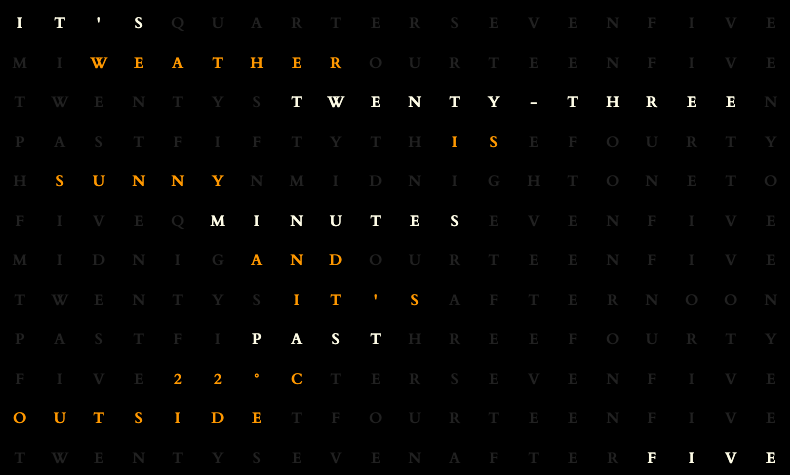 I T ' S Q U A R T E R S E V E N F I V E
M I W E A T H E R O U R T E E N F I V E
T W E N T Y S T W E N T Y - T H R E E N
P A S T F I F T Y T H I S E F O U R T Y
H S U N N Y N M I D N I G H T O N E T O
F I V E Q M I N U T E S E V E N F I V E
M I D N I G A N D O U R T E E N F I V E
T W E N T Y S I T ' S A F T E R N O O N
P A S T F I P A S T H R E E F O U R T Y
F I V E 2 2 ° C T E R S E V E N F I V E
O U T S I D E T F O U R T E E N F I V E
T W E N T Y S E V E N A F T E R F I V E